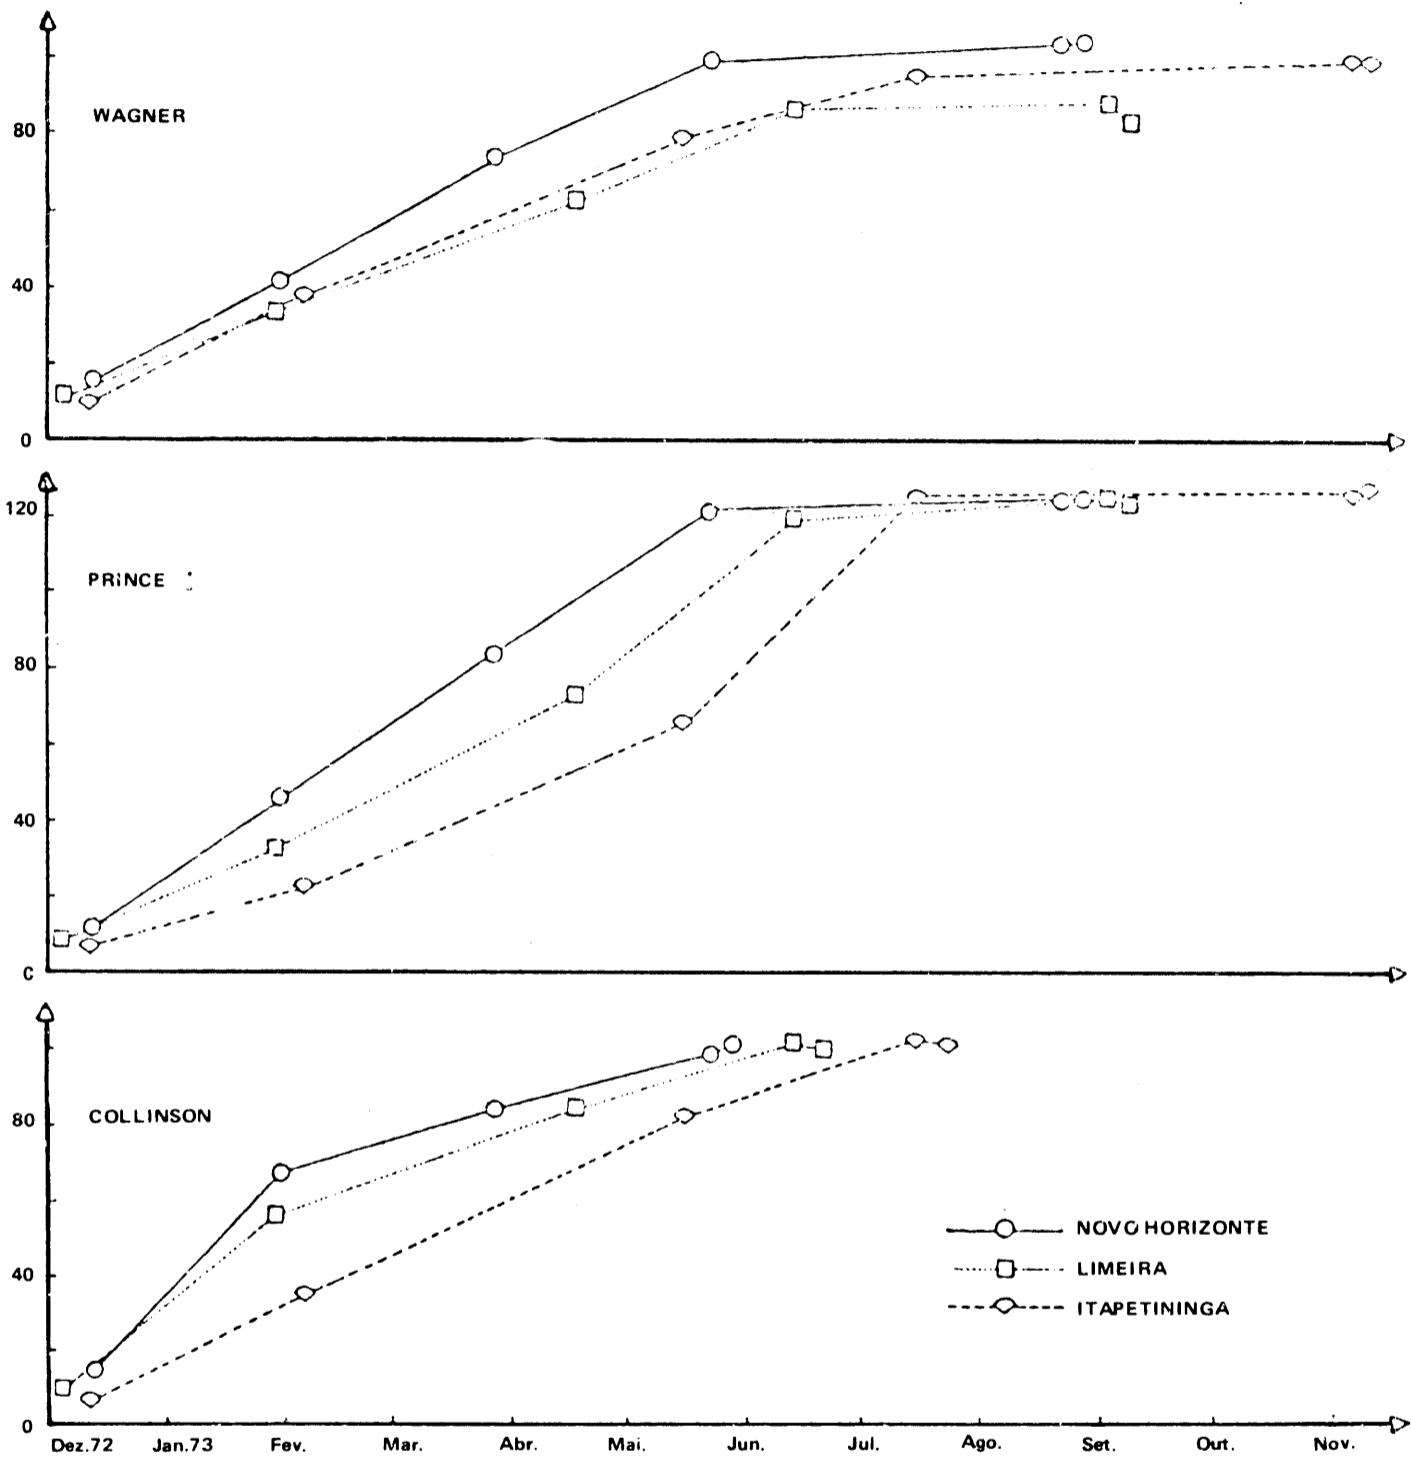 WAGNER
80
40
0
120
PRINCE
80
40
C
COLLINSON
80
40
0
NOVO HORIZONTE
LIMEIRA
ITAPETININGA
Dez.72 Jan.73 Fev. Mar. Abr. Mai. Jun. Jul. Ago. Set. Out. Nov.